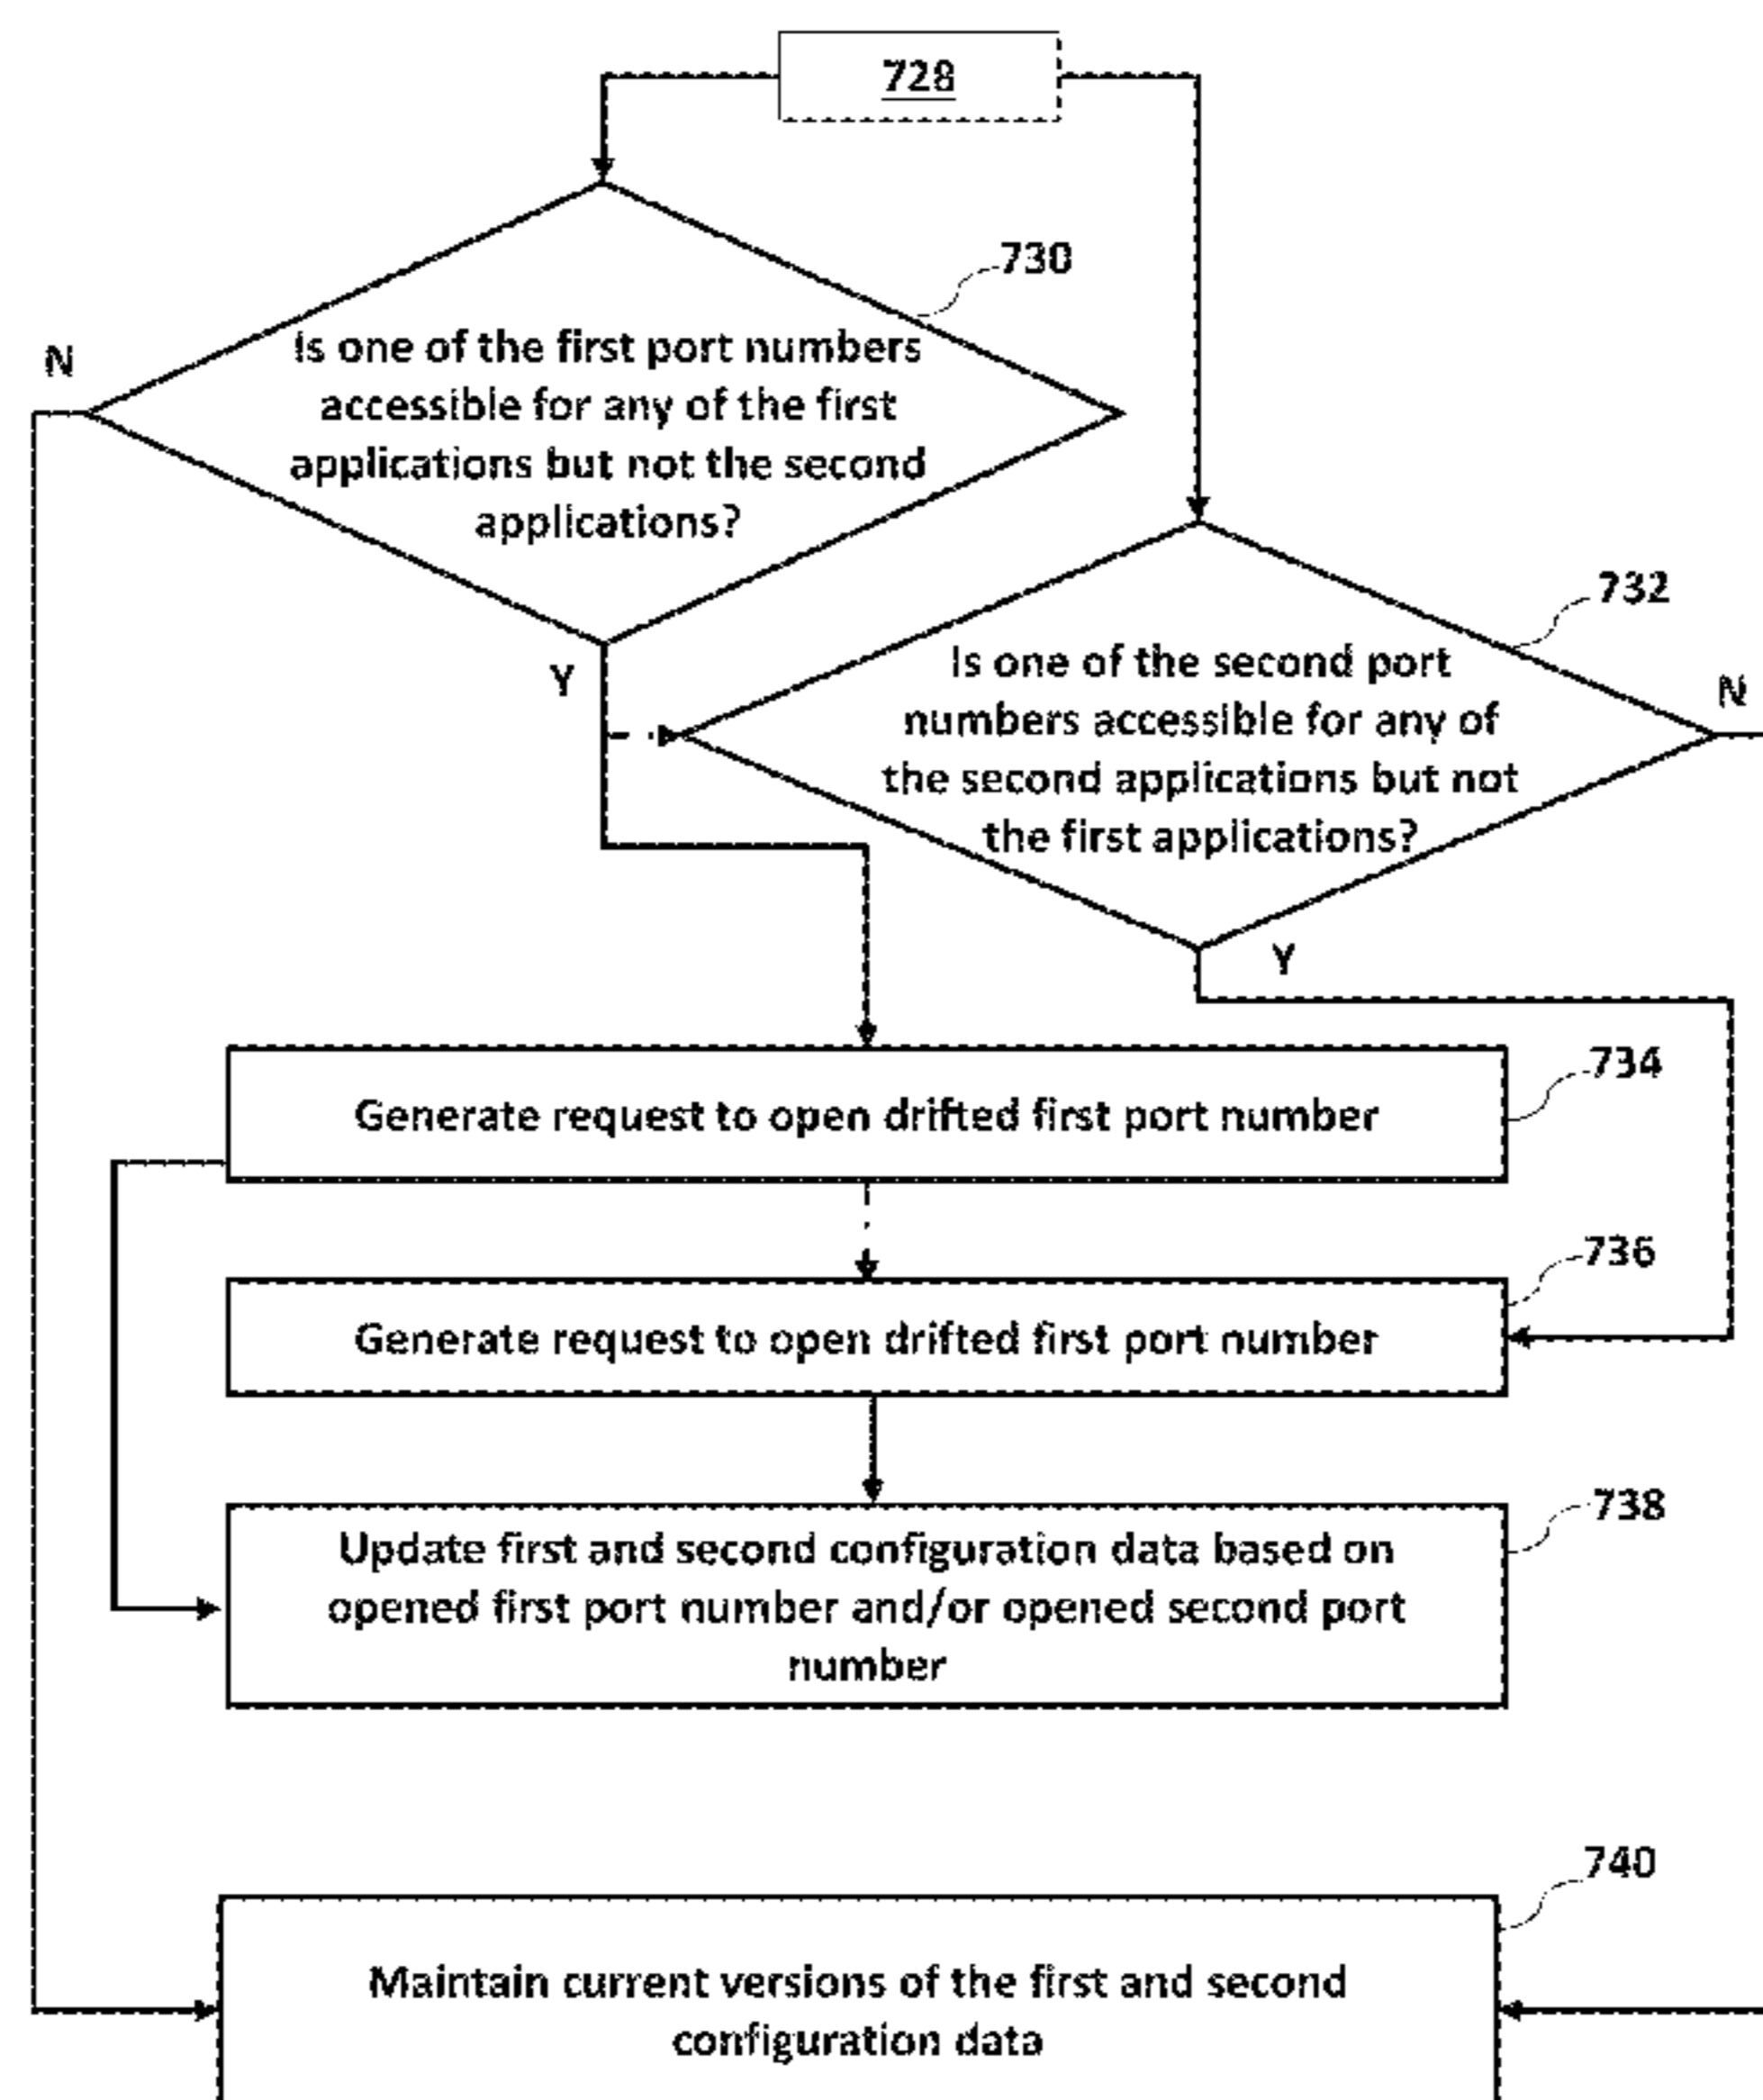 728
730
N
Is one of the first port numbers
accessible for any of the first
applications but not the second
applications?
Y
732
N
Is one of the second port
numbers accessible for any of
the second applications but not
the first applications?
Y
734
Generate request to open drifted first port number
736
Generate request to open drifted first port number
738
Update first and second configuration data based on
opened first port number and/or opened second port
number
740
Maintain current versions of the first and second
configuration data